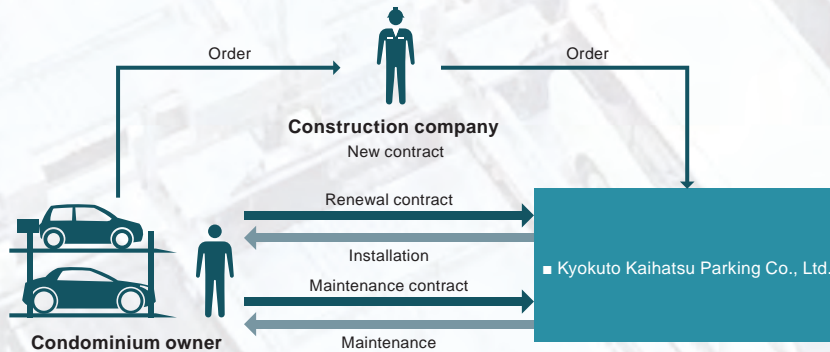 Order
Order
Construction company
New contract
Renewal contract
Installation
■ Kyokuto Kaihatsu Parking Co., Ltd.
Maintenance contract
Condominium owner
Maintenance